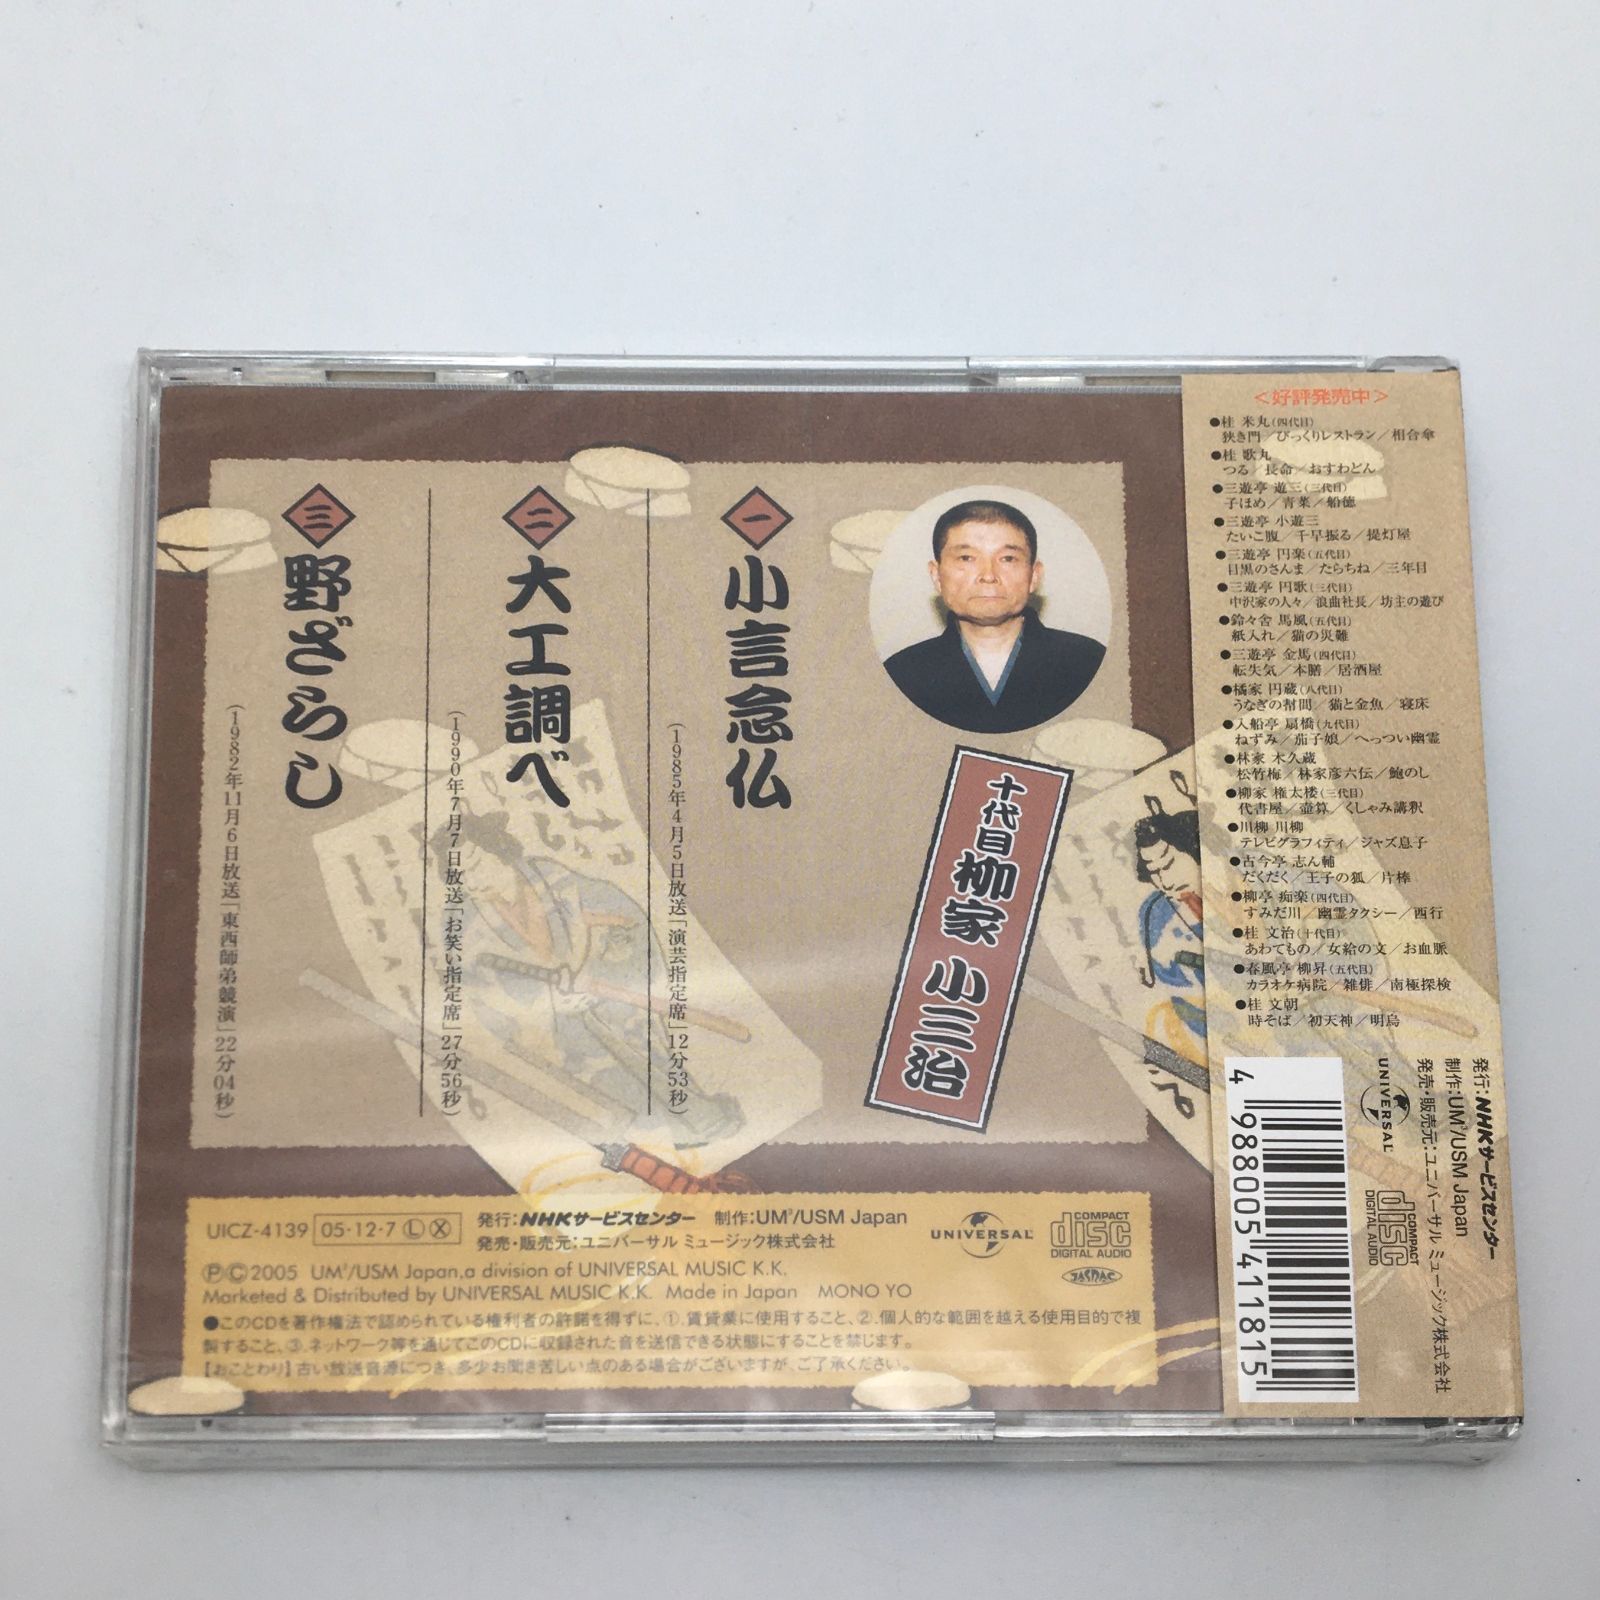 十代目 柳家 小三治
一 小言念仏
(1985年4月5日放送「演芸指定席」12分53秒)
二 大工調べ
(1990年7月7日放送「お笑い指定席」27分56秒)
三 野ざらし
(1982年11月6日放送「東西師弟競演」22分04秒)
UICZ-4139 05・12・7 Ⓛ Ⓧ 発行:NHKサービスセンター 制作:UM³/USM Japan
発売・販売元:ユニバーサル ミュージック株式会社
UNIVERSAL
COMPACT disc DIGITAL AUDIO
ⓅⒸ2005 UM³/USM Japan,a division of UNIVERSAL MUSIC K.K.
JASRAC
Marketed & Distributed by UNIVERSAL MUSIC K.K. Made in Japan MONO YO
●このCDを著作権法で認められている権利者の許諾を得ずに、①.賃貸業に使用すること、②.個人的な範囲を越える使用目的で複
製すること、③.ネットワーク等を通じてこのCDに収録された音を送信できる状態にすることを禁じます。
【おことわり】古い放送音源につき、多少お聞き苦しい点のある場合がございますが、ご了承ください。
<好評発売中>
●桂 米丸(四代目)
狭き門/びっくりレストラン/相合傘
●桂 歌丸
つる/長命/おすわどん
●三遊亭 遊三(三代目)
子ほめ/青菜/船徳
●三遊亭 小遊三
たいこ腹/千早振る/提灯屋
●三遊亭 円楽(五代目)
目黒のさんま/たらちね/三年目
●三遊亭 円歌(三代目)
中沢家の人々/浪曲社長/坊主の遊び
●鈴々舎 馬風(五代目)
紙入れ/猫の災難
●三遊亭 金馬(四代目)
転失気/本膳/居酒屋
●橘家 円蔵(八代目)
うなぎの幇間/猫と金魚/寝床
●入船亭 扇橋(九代目)
ねずみ/茄子娘/へっつい幽霊
●林家 木久蔵
松竹梅/林家彦六伝/鮑のし
●柳家 権太楼(三代目)
代書屋/壺算/くしゃみ講釈
●川柳 川柳
テレビグラフィティ/ジャズ息子
●古今亭 志ん輔
だくだく/王子の狐/片棒
●柳亭 痴楽(四代目)
すみだ川/幽霊タクシー/西行
●桂 文治(十代目)
あわてもの/女給の文/お血脈
●春風亭 柳昇(五代目)
カラオケ病院/雑俳/南極探検
●桂 文朝
時そば/初天神/明烏
発行:NHKサービスセンター
制作:UM³/USM Japan
発売・販売元:ユニバーサル ミュージック株式会社
UNIVERSAL
COMPACT disc DIGITAL AUDIO
4 988005 411815